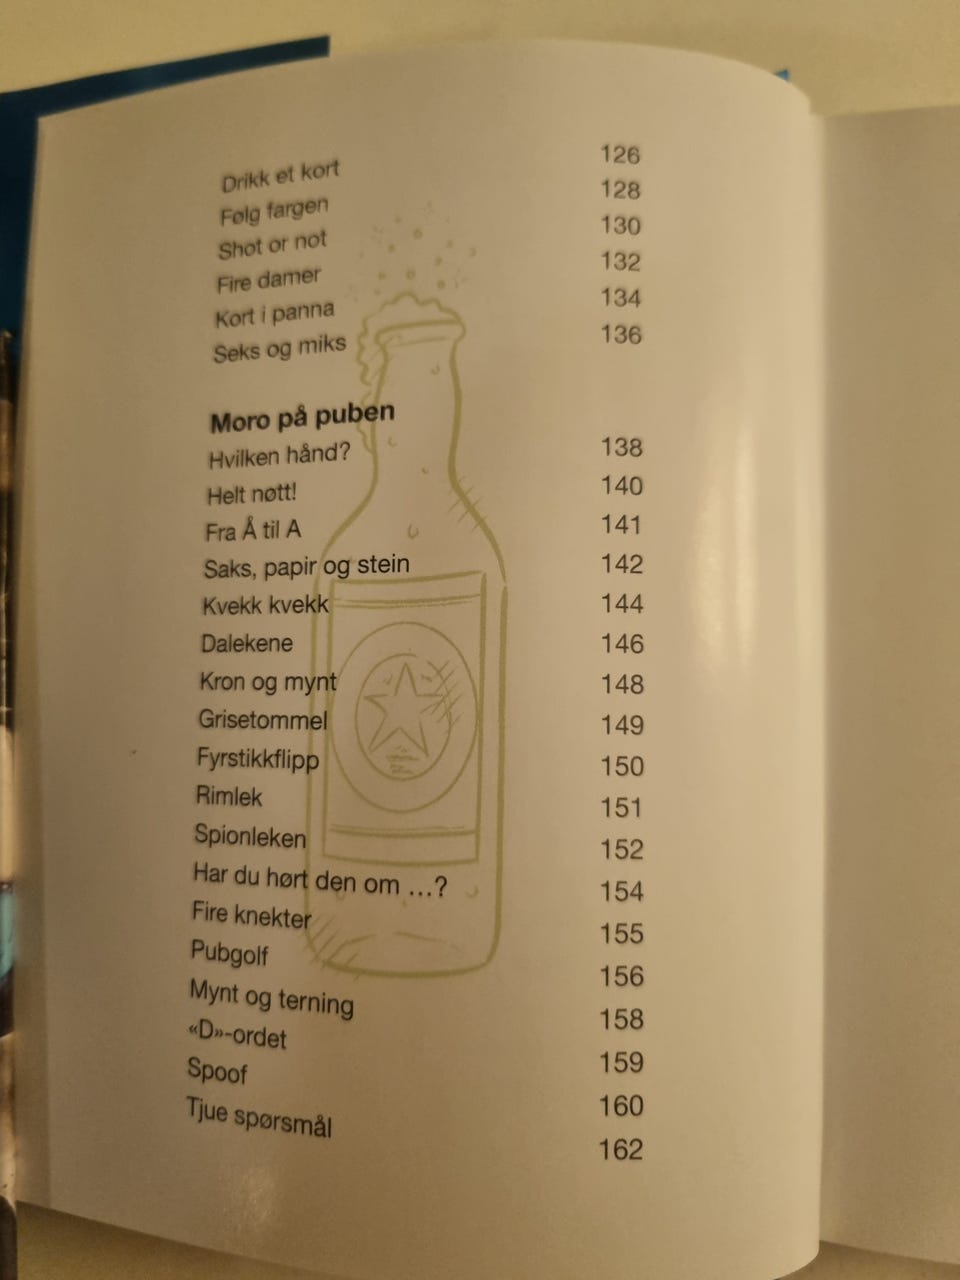 Drikk et kort 126
Følg fargen 128
Shot or not 130
Fire damer 132
Kort i panna 134
Seks og miks 136
Moro på puben
Hvilken hånd? 138
Helt nøtt! 140
Fra Å til A 141
Saks, papir og stein 142
Kvekk kvekk 144
Dalekene 146
Kron og mynt 148
Grisetommel 149
Fyrstikkflipp 150
Rimlek 151
Spionleken 152
Har du hørt den om …? 154
Fire knekter 155
Pubgolf 156
Mynt og terning 158
«D»-ordet 159
Spoof 160
Tjue spørsmål 162